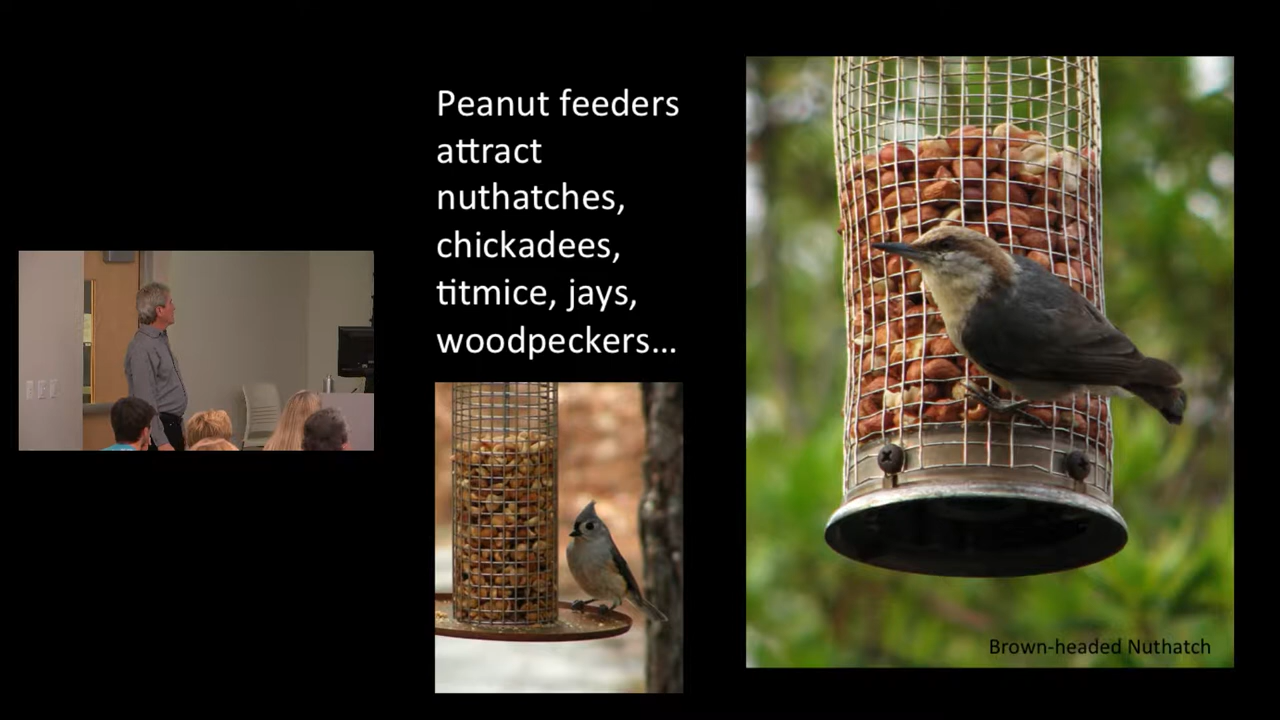 Peanut feeders
attract
nuthatches,
chickadees,
titmice, jays,
woodpeckers...
Brown-headed Nuthatch